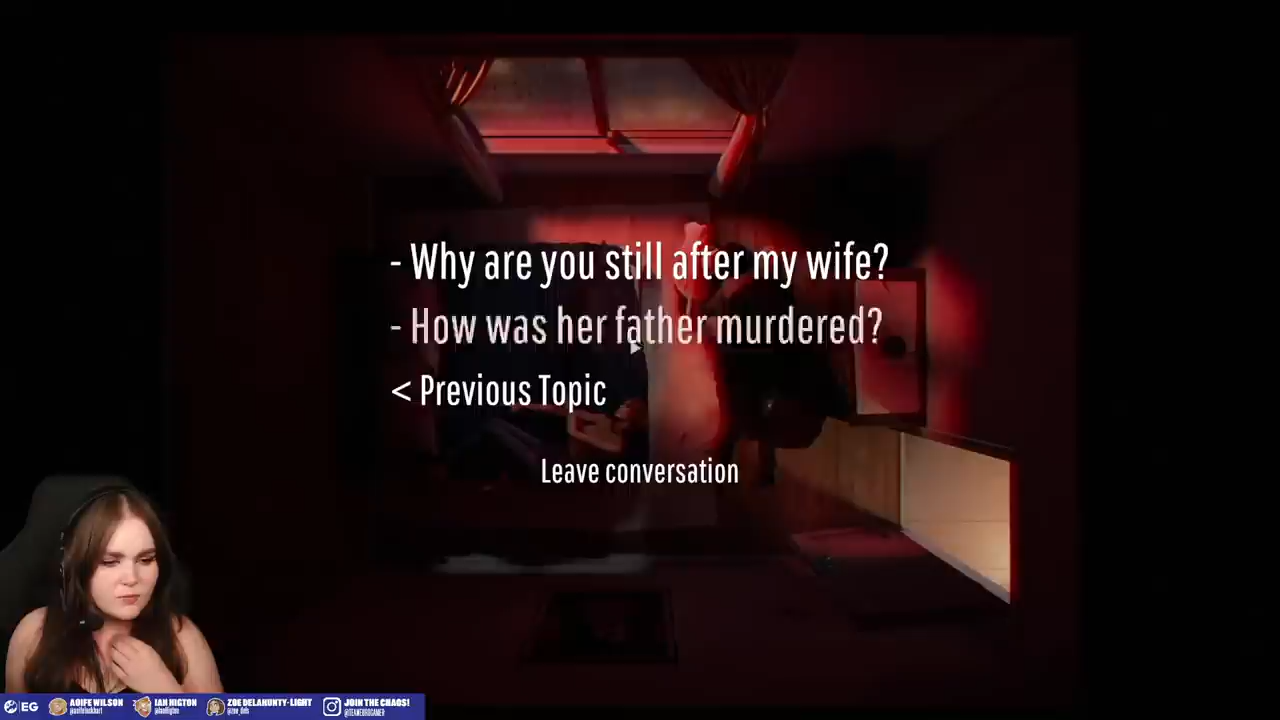 - Why are you still after my wife?
- How was her father murdered?
< Previous Topic
Leave conversation
EG
AOIFE WILSON
IAN HIGTON
ZOE DELAHUNTY-LIGHT
JOIN THE CHAOS!
@TEAMEUROGAMER